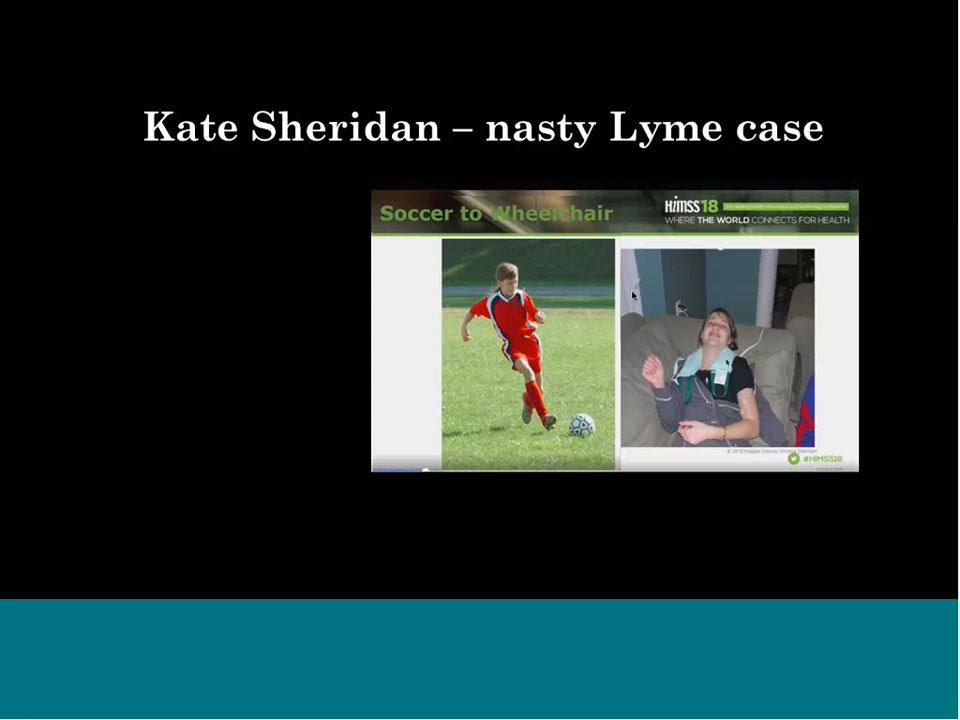 Kate Sheridan – nasty Lyme case
Soccer to Wheelchair
HIMSS18
WHERE THE WORLD CONNECTS FOR HEALTH
#HIMSS18